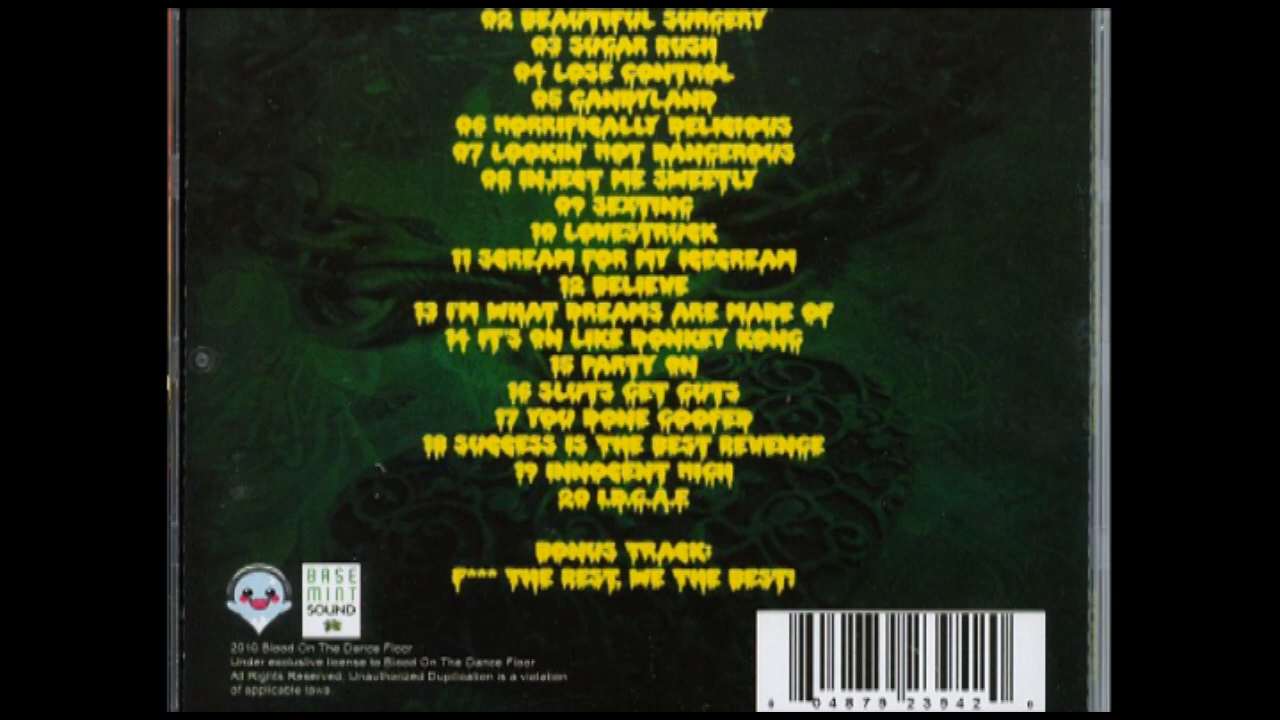 02 BEAUTIFUL SURGERY
03 SUGAR RUSH
04 LOSE CONTROL
05 CANDYLAND
06 HORRIFICALLY DELICIOUS
07 LOOKIN' HOT DANGEROUS
08 INJECT ME SWEETLY
09 SEXTING
10 LOVESTRUCK
11 SCREAM FOR MY ICECREAM
12 BELIEVE
13 I'M WHAT DREAMS ARE MADE OF
14 IT'S ON LIKE DONKEY KONG
15 PARTY ON
16 SLUTS GET GUTS
17 YOU DONE GOOFED
18 SUCCESS IS THE BEST REVENGE
19 INNOCENT HIGH
20 I.D.G.A.F.
BONUS TRACK:
F*** THE REST, WE THE BEST!
BASE
MINT
SOUND
2010 Blood On The Dance Floor
Under exclusive license to Blood On The Dance Floor
All Rights Reserved. Unauthorized Duplication is a violation
of applicable laws.
04879 23942